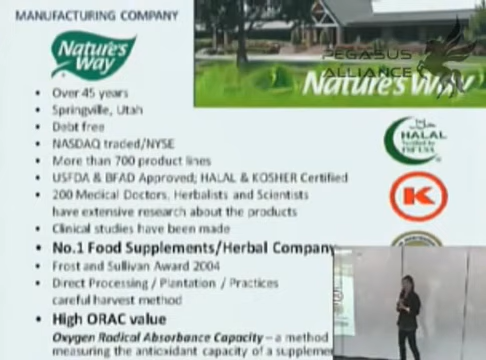 MANUFACTURING COMPANY
Nature's Way
PEGASUS
ALLIANCE
Nature's Way
• Over 45 years
• Springville, Utah
• Debt free
• NASDAQ traded/NYSE
• More than 700 product lines
• USFDA & BFAD Approved; HALAL & KOSHER Certified
• 200 Medical Doctors, Herbalists and Scientists
have extensive research about the products
• Clinical studies have been made
• No.1 Food Supplements/Herbal Company
• Frost and Sullivan Award 2004
• Direct Processing / Plantation / Practices
careful harvest method
• High ORAC value
Oxygen Radical Absorbance Capacity – a method
measuring the antioxidant capacity of a suppleme
HALAL
K